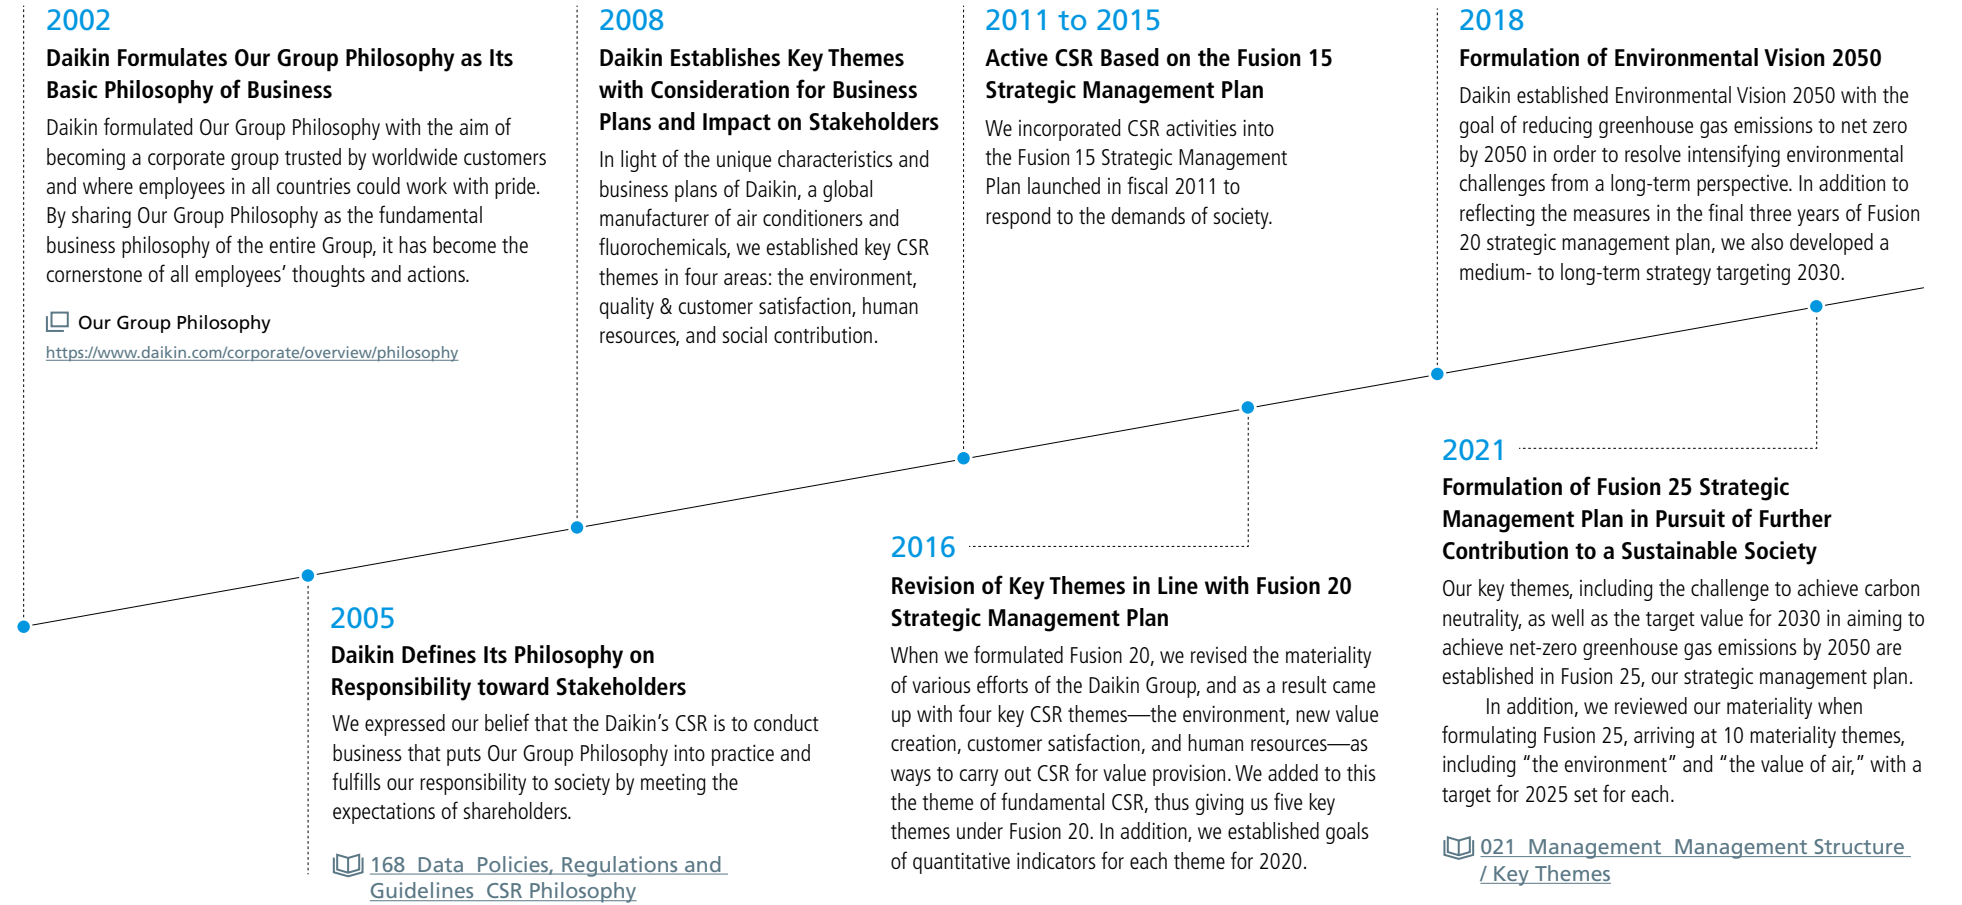 2002
Daikin Formulates Our Group Philosophy as Its
Basic Philosophy of Business
Daikin formulated Our Group Philosophy with the aim of
becoming a corporate group trusted by worldwide customers
and where employees in all countries could work with pride.
By sharing Our Group Philosophy as the fundamental
business philosophy of the entire Group, it has become the
cornerstone of all employees’ thoughts and actions.
Our Group Philosophy
https://www.daikin.com/corporate/overview/philosophy
2005
Daikin Defines Its Philosophy on
Responsibility toward Stakeholders
We expressed our belief that the Daikin’s CSR is to conduct
business that puts Our Group Philosophy into practice and
fulfills our responsibility to society by meeting the
expectations of shareholders.
168 Data Policies, Regulations and
Guidelines CSR Philosophy
2008
Daikin Establishes Key Themes
with Consideration for Business
Plans and Impact on Stakeholders
In light of the unique characteristics and
business plans of Daikin, a global
manufacturer of air conditioners and
fluorochemicals, we established key CSR
themes in four areas: the environment,
quality & customer satisfaction, human
resources, and social contribution.
2011 to 2015
Active CSR Based on the Fusion 15
Strategic Management Plan
We incorporated CSR activities into
the Fusion 15 Strategic Management
Plan launched in fiscal 2011 to
respond to the demands of society.
2016
Revision of Key Themes in Line with Fusion 20
Strategic Management Plan
When we formulated Fusion 20, we revised the materiality
of various efforts of the Daikin Group, and as a result came
up with four key CSR themes—the environment, new value
creation, customer satisfaction, and human resources—as
ways to carry out CSR for value provision. We added to this
the theme of fundamental CSR, thus giving us five key
themes under Fusion 20. In addition, we established goals
of quantitative indicators for each theme for 2020.
2018
Formulation of Environmental Vision 2050
Daikin established Environmental Vision 2050 with the
goal of reducing greenhouse gas emissions to net zero
by 2050 in order to resolve intensifying environmental
challenges from a long-term perspective. In addition to
reflecting the measures in the final three years of Fusion
20 strategic management plan, we also developed a
medium- to long-term strategy targeting 2030.
2021
Formulation of Fusion 25 Strategic
Management Plan in Pursuit of Further
Contribution to a Sustainable Society
Our key themes, including the challenge to achieve carbon
neutrality, as well as the target value for 2030 in aiming to
achieve net-zero greenhouse gas emissions by 2050 are
established in Fusion 25, our strategic management plan.
In addition, we reviewed our materiality when
formulating Fusion 25, arriving at 10 materiality themes,
including “the environment” and “the value of air,” with a
target for 2025 set for each.
021 Management Management Structure
/ Key Themes